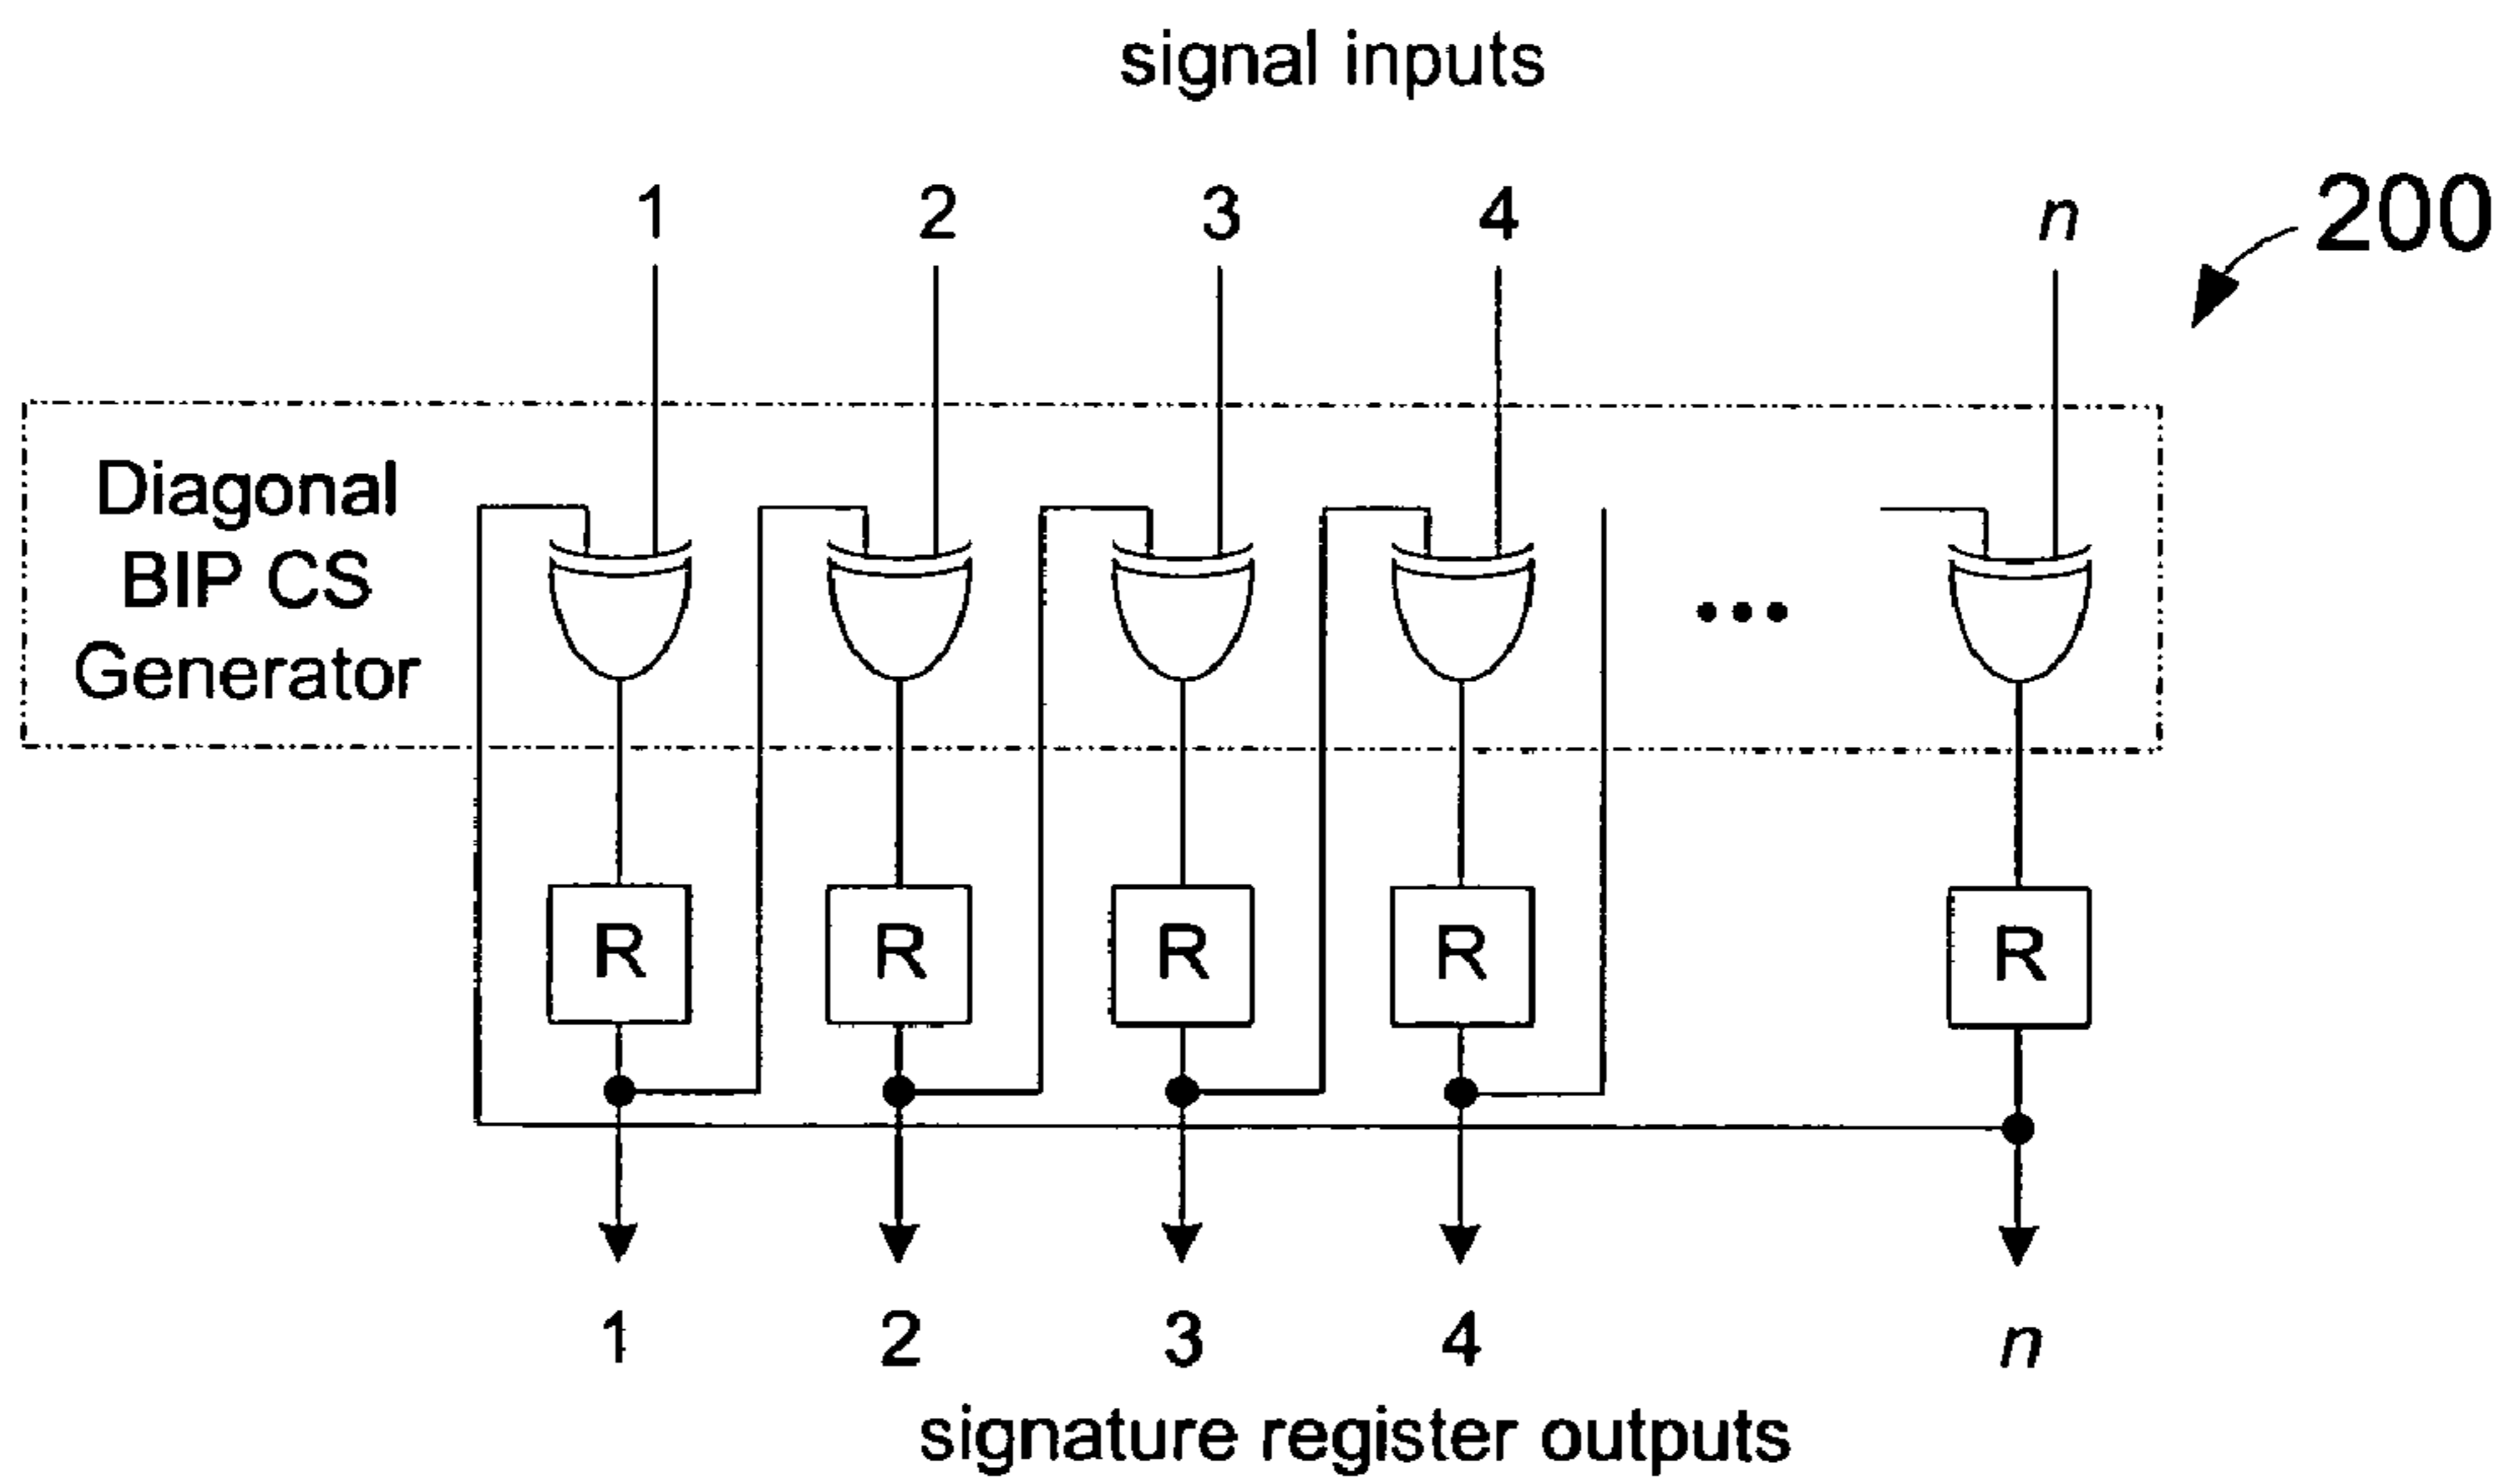 signal inputs
1 2 3 4 n
200
Diagonal
BIP CS
Generator
R R R R R
1 2 3 4 n
signature register outputs